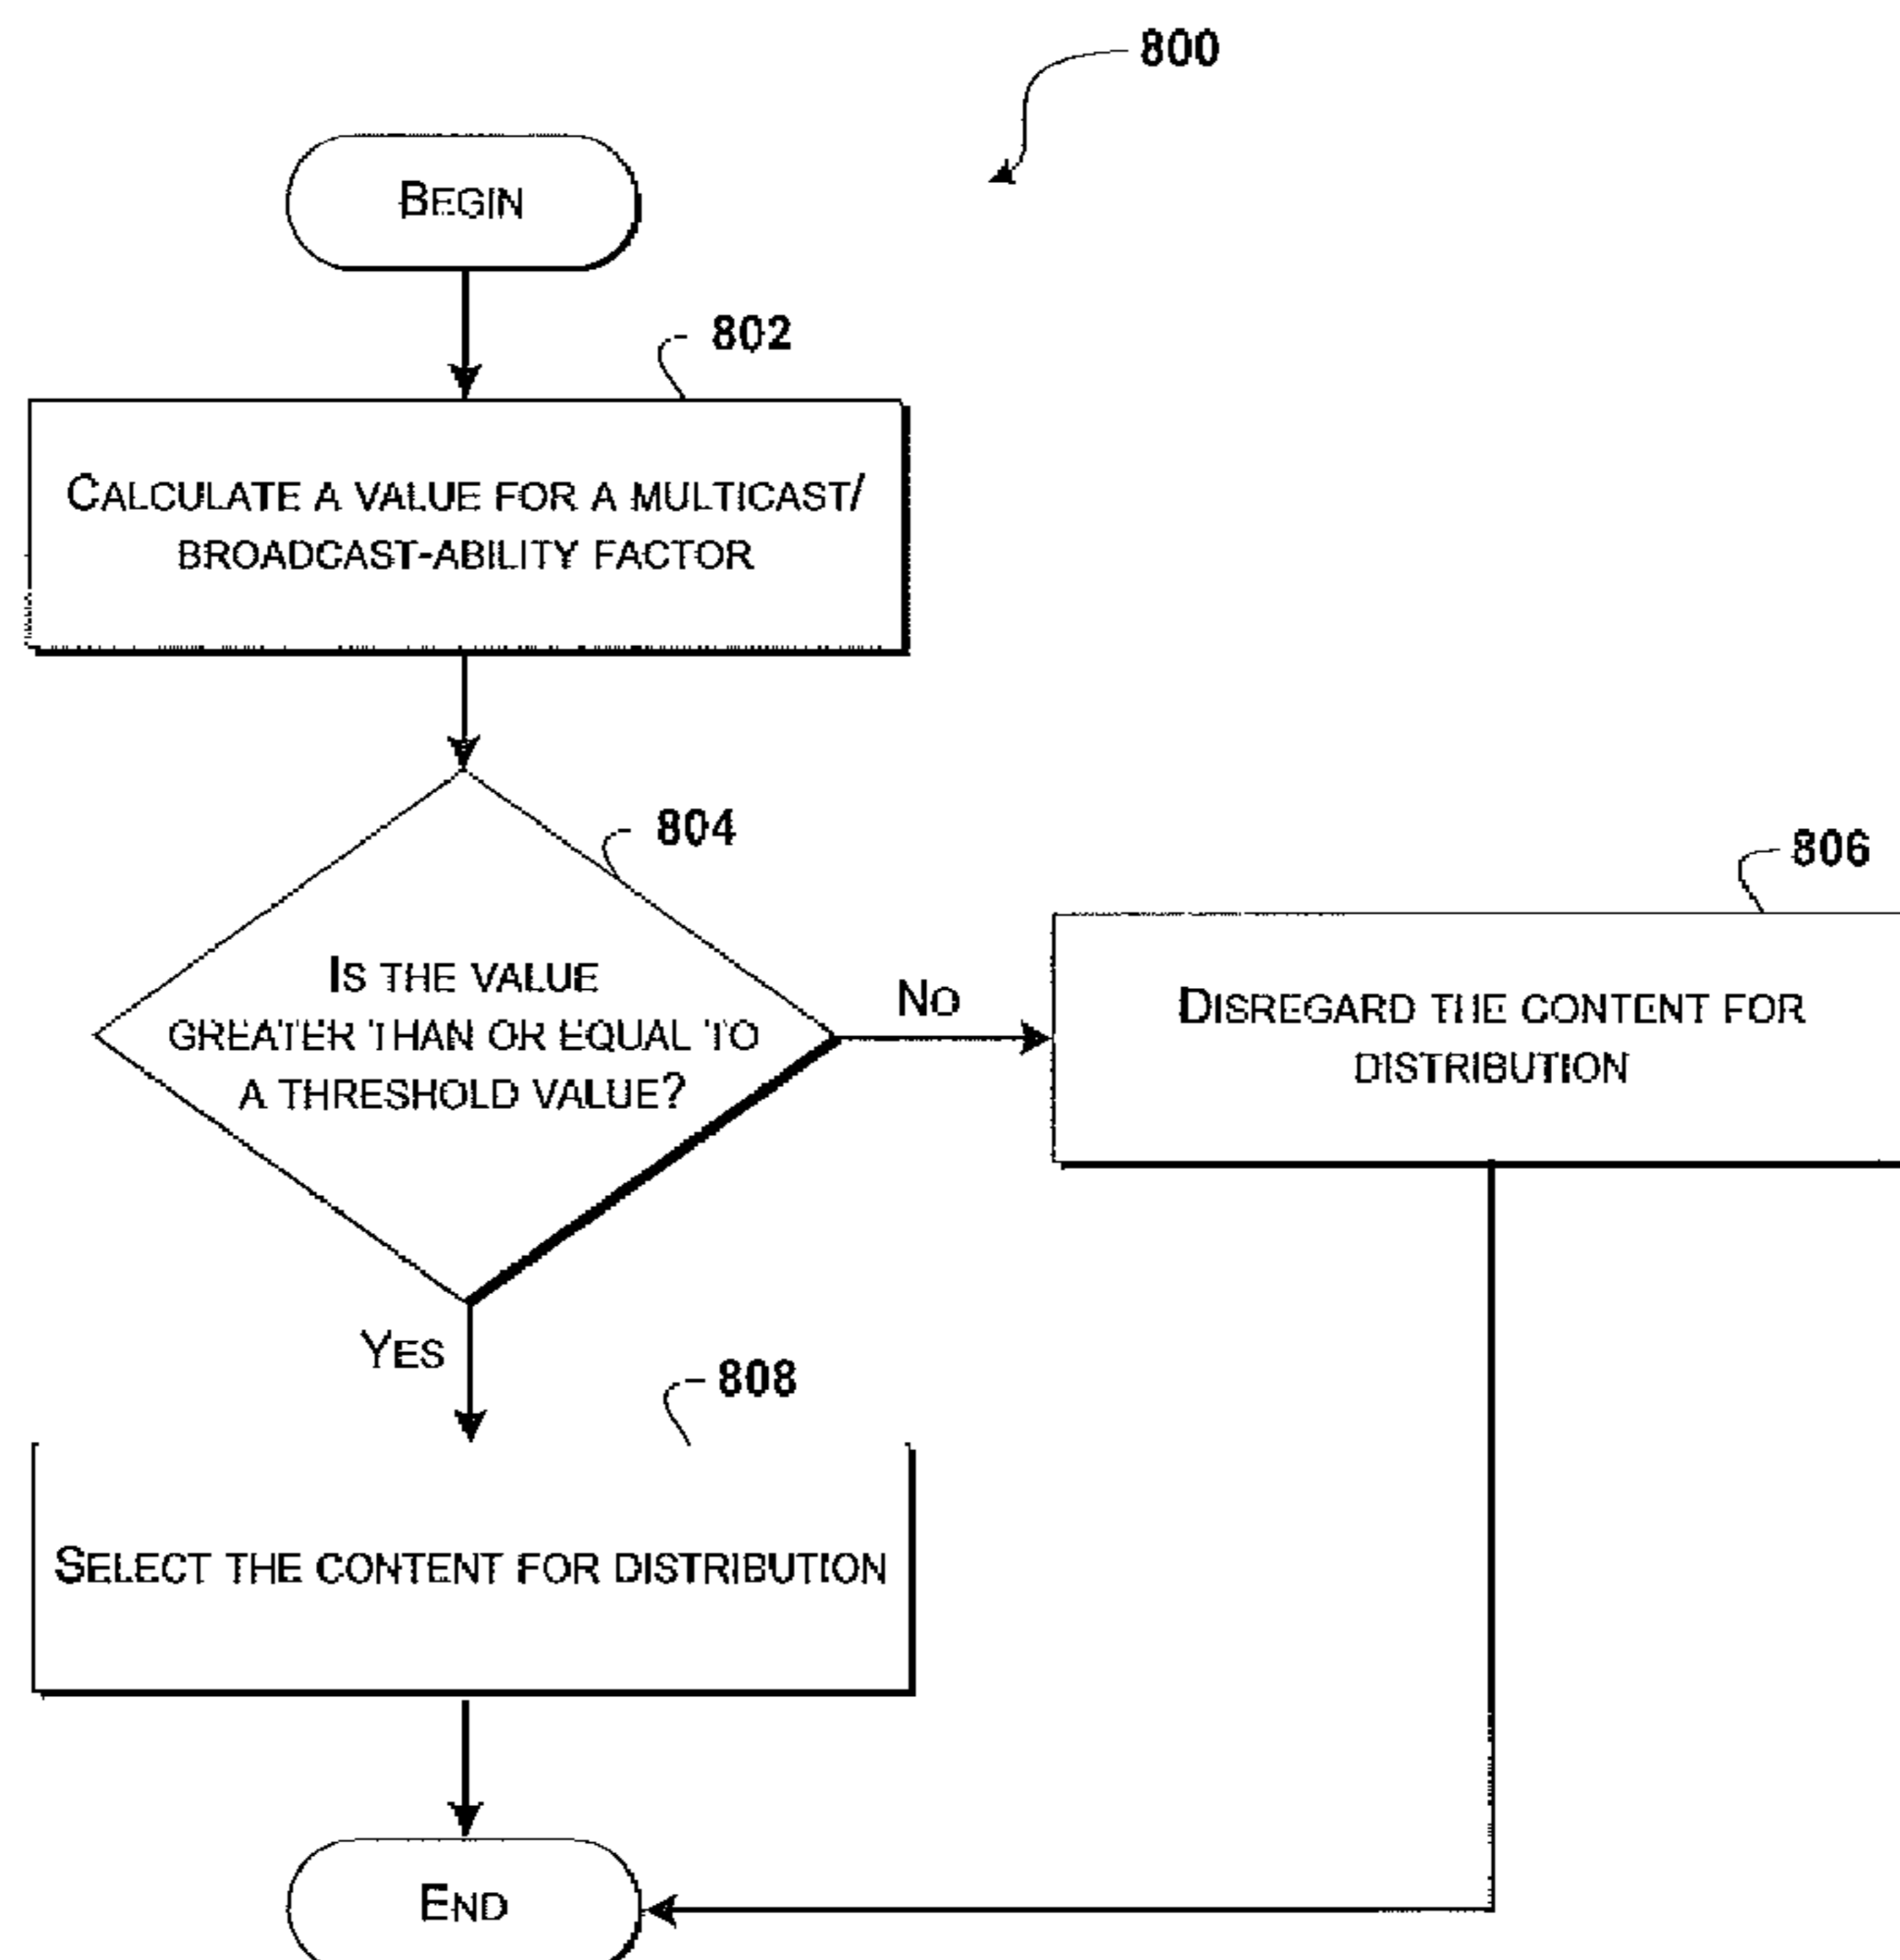 800
BEGIN
802
CALCULATE A VALUE FOR A MULTICAST/
BROADCAST-ABILITY FACTOR
804
IS THE VALUE
GREATER THAN OR EQUAL TO
A THRESHOLD VALUE?
NO
806
DISREGARD THE CONTENT FOR
DISTRIBUTION
YES
808
SELECT THE CONTENT FOR DISTRIBUTION
END